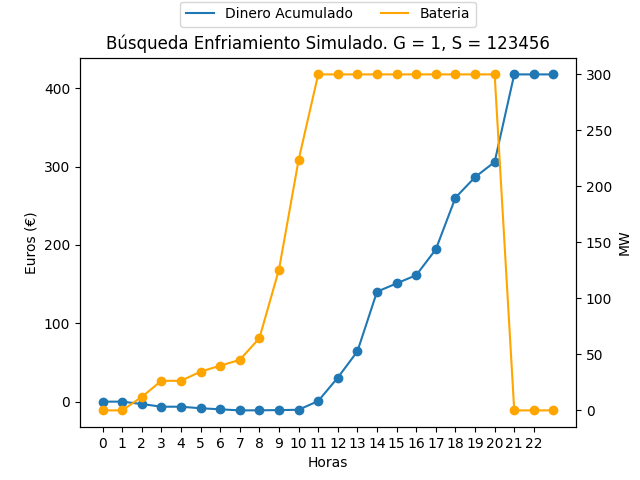 Dinero Acumulado Bateria
Búsqueda Enfriamiento Simulado. G = 1, S = 123456
400
300
200
100
0
Euros (€)
300
250
200
150
100
50
0
MW
0 1 2 3 4 5 6 7 8 9 10 11 12 13 14 15 16 17 18 19 20 21 22
Horas